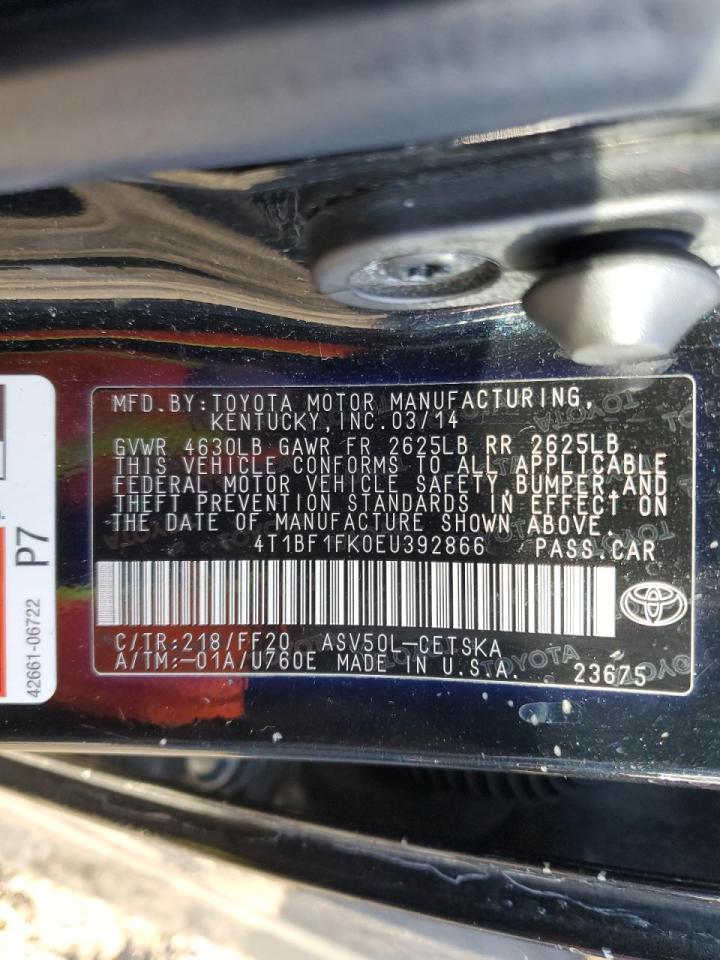 MFD.BY:TOYOTA MOTOR MANUFACTURING,
KENTUCKY,INC.03/14
GVWR 4630LB GAWR FR 2625LB RR 2625LB
THIS VEHICLE CONFORMS TO ALL APPLICABLE
FEDERAL MOTOR VEHICLE SAFETY, BUMPER,AND
THEFT PREVENTION STANDARDS IN EFFECT ON
THE DATE OF MANUFACTURE SHOWN ABOVE.
4T1BF1FK0EU392866 PASS.CAR
C/TR:218/FF20 ASV50L-CETSKA
A/TM:-01A/U760E MADE IN U.S.A. 23675
P7
42661-06722